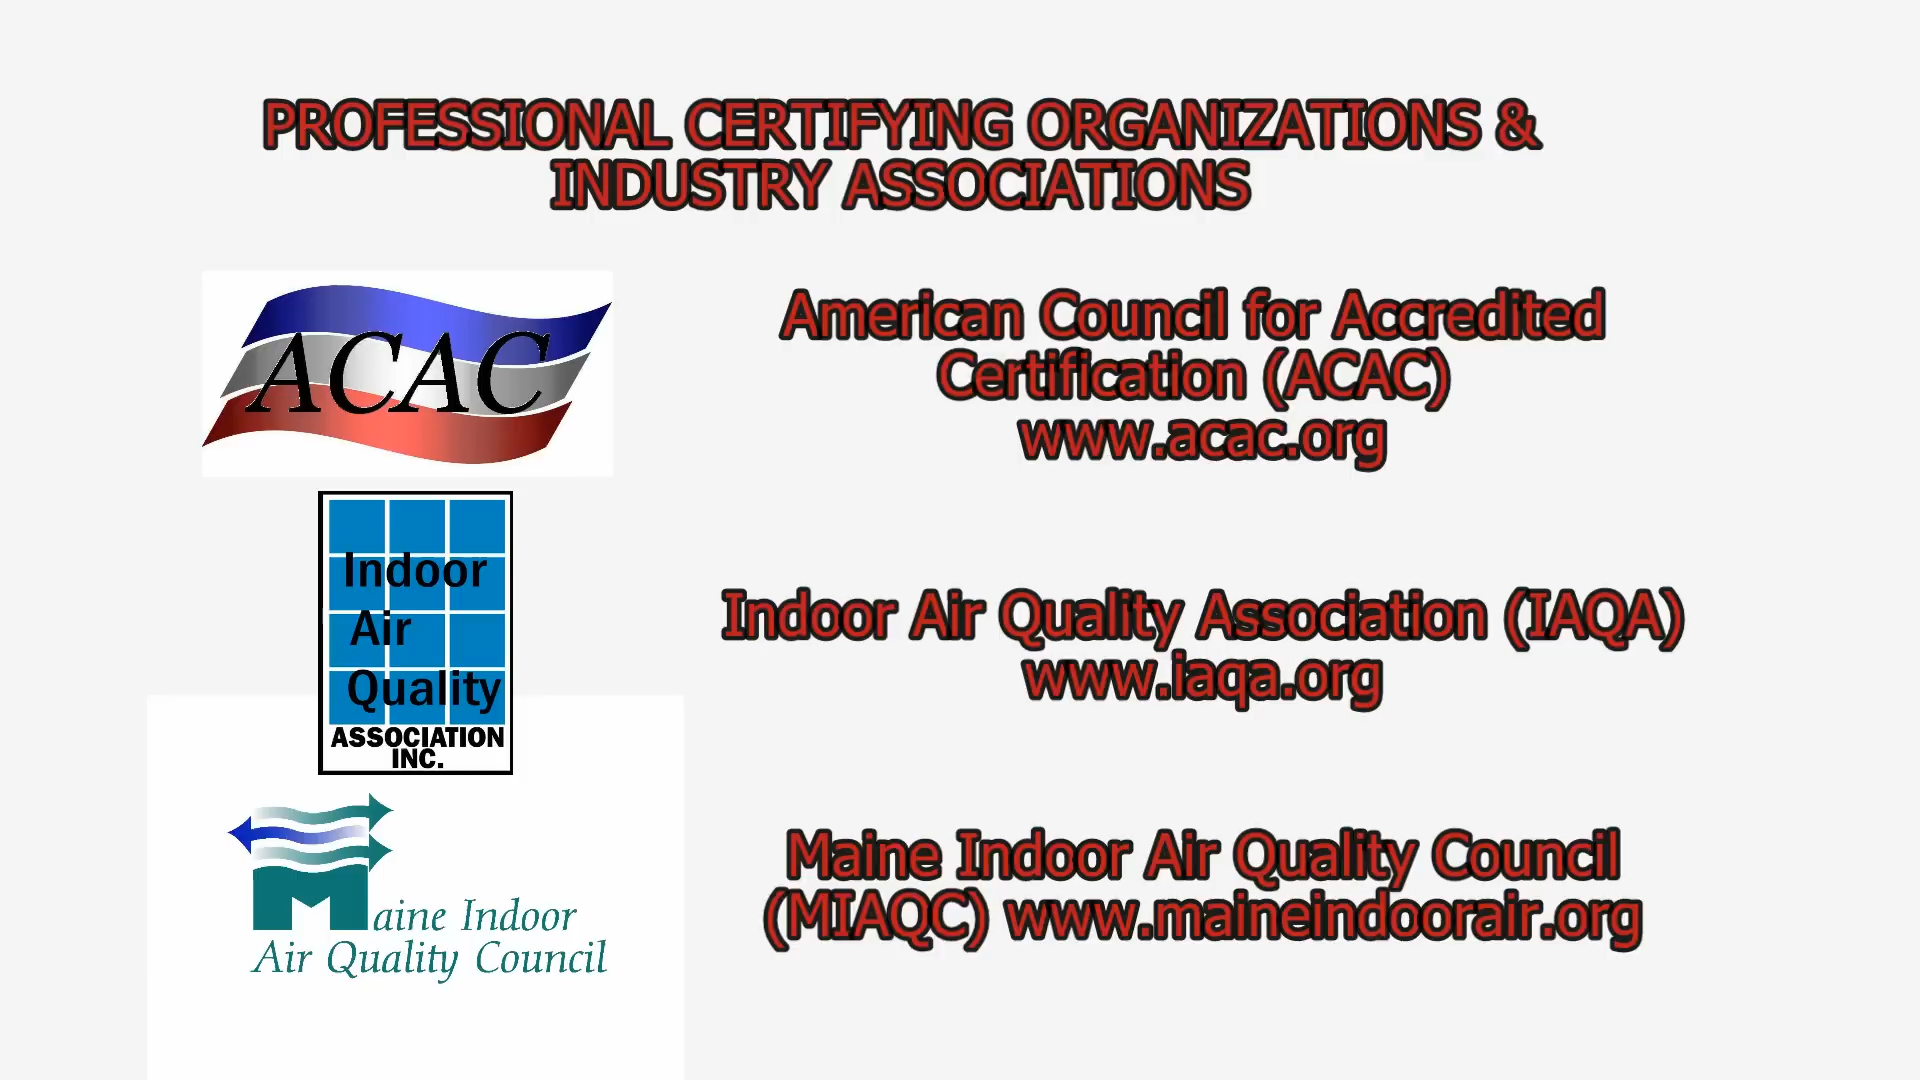 PROFESSIONAL CERTIFYING ORGANIZATIONS &
INDUSTRY ASSOCIATIONS
ACAC
American Council for Accredited
Certification (ACAC)
www.acac.org
Indoor
Air
Quality
ASSOCIATION
INC.
Indoor Air Quality Association (IAQA)
www.iaqa.org
Maine Indoor
Air Quality Council
Maine Indoor Air Quality Council
(MIAQC) www.maineindoorair.org